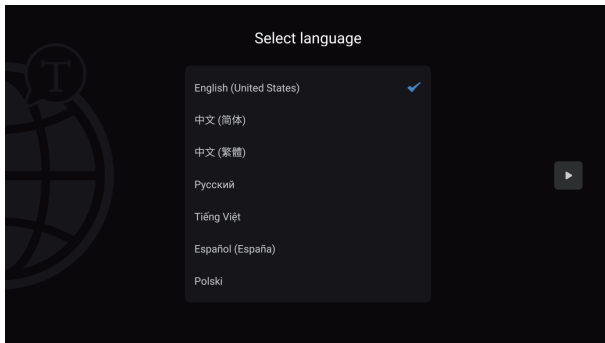 Select language
T
English (United States)
中文 (简体)
中文 (繁體)
Русский
Tiếng Việt
Español (España)
Polski